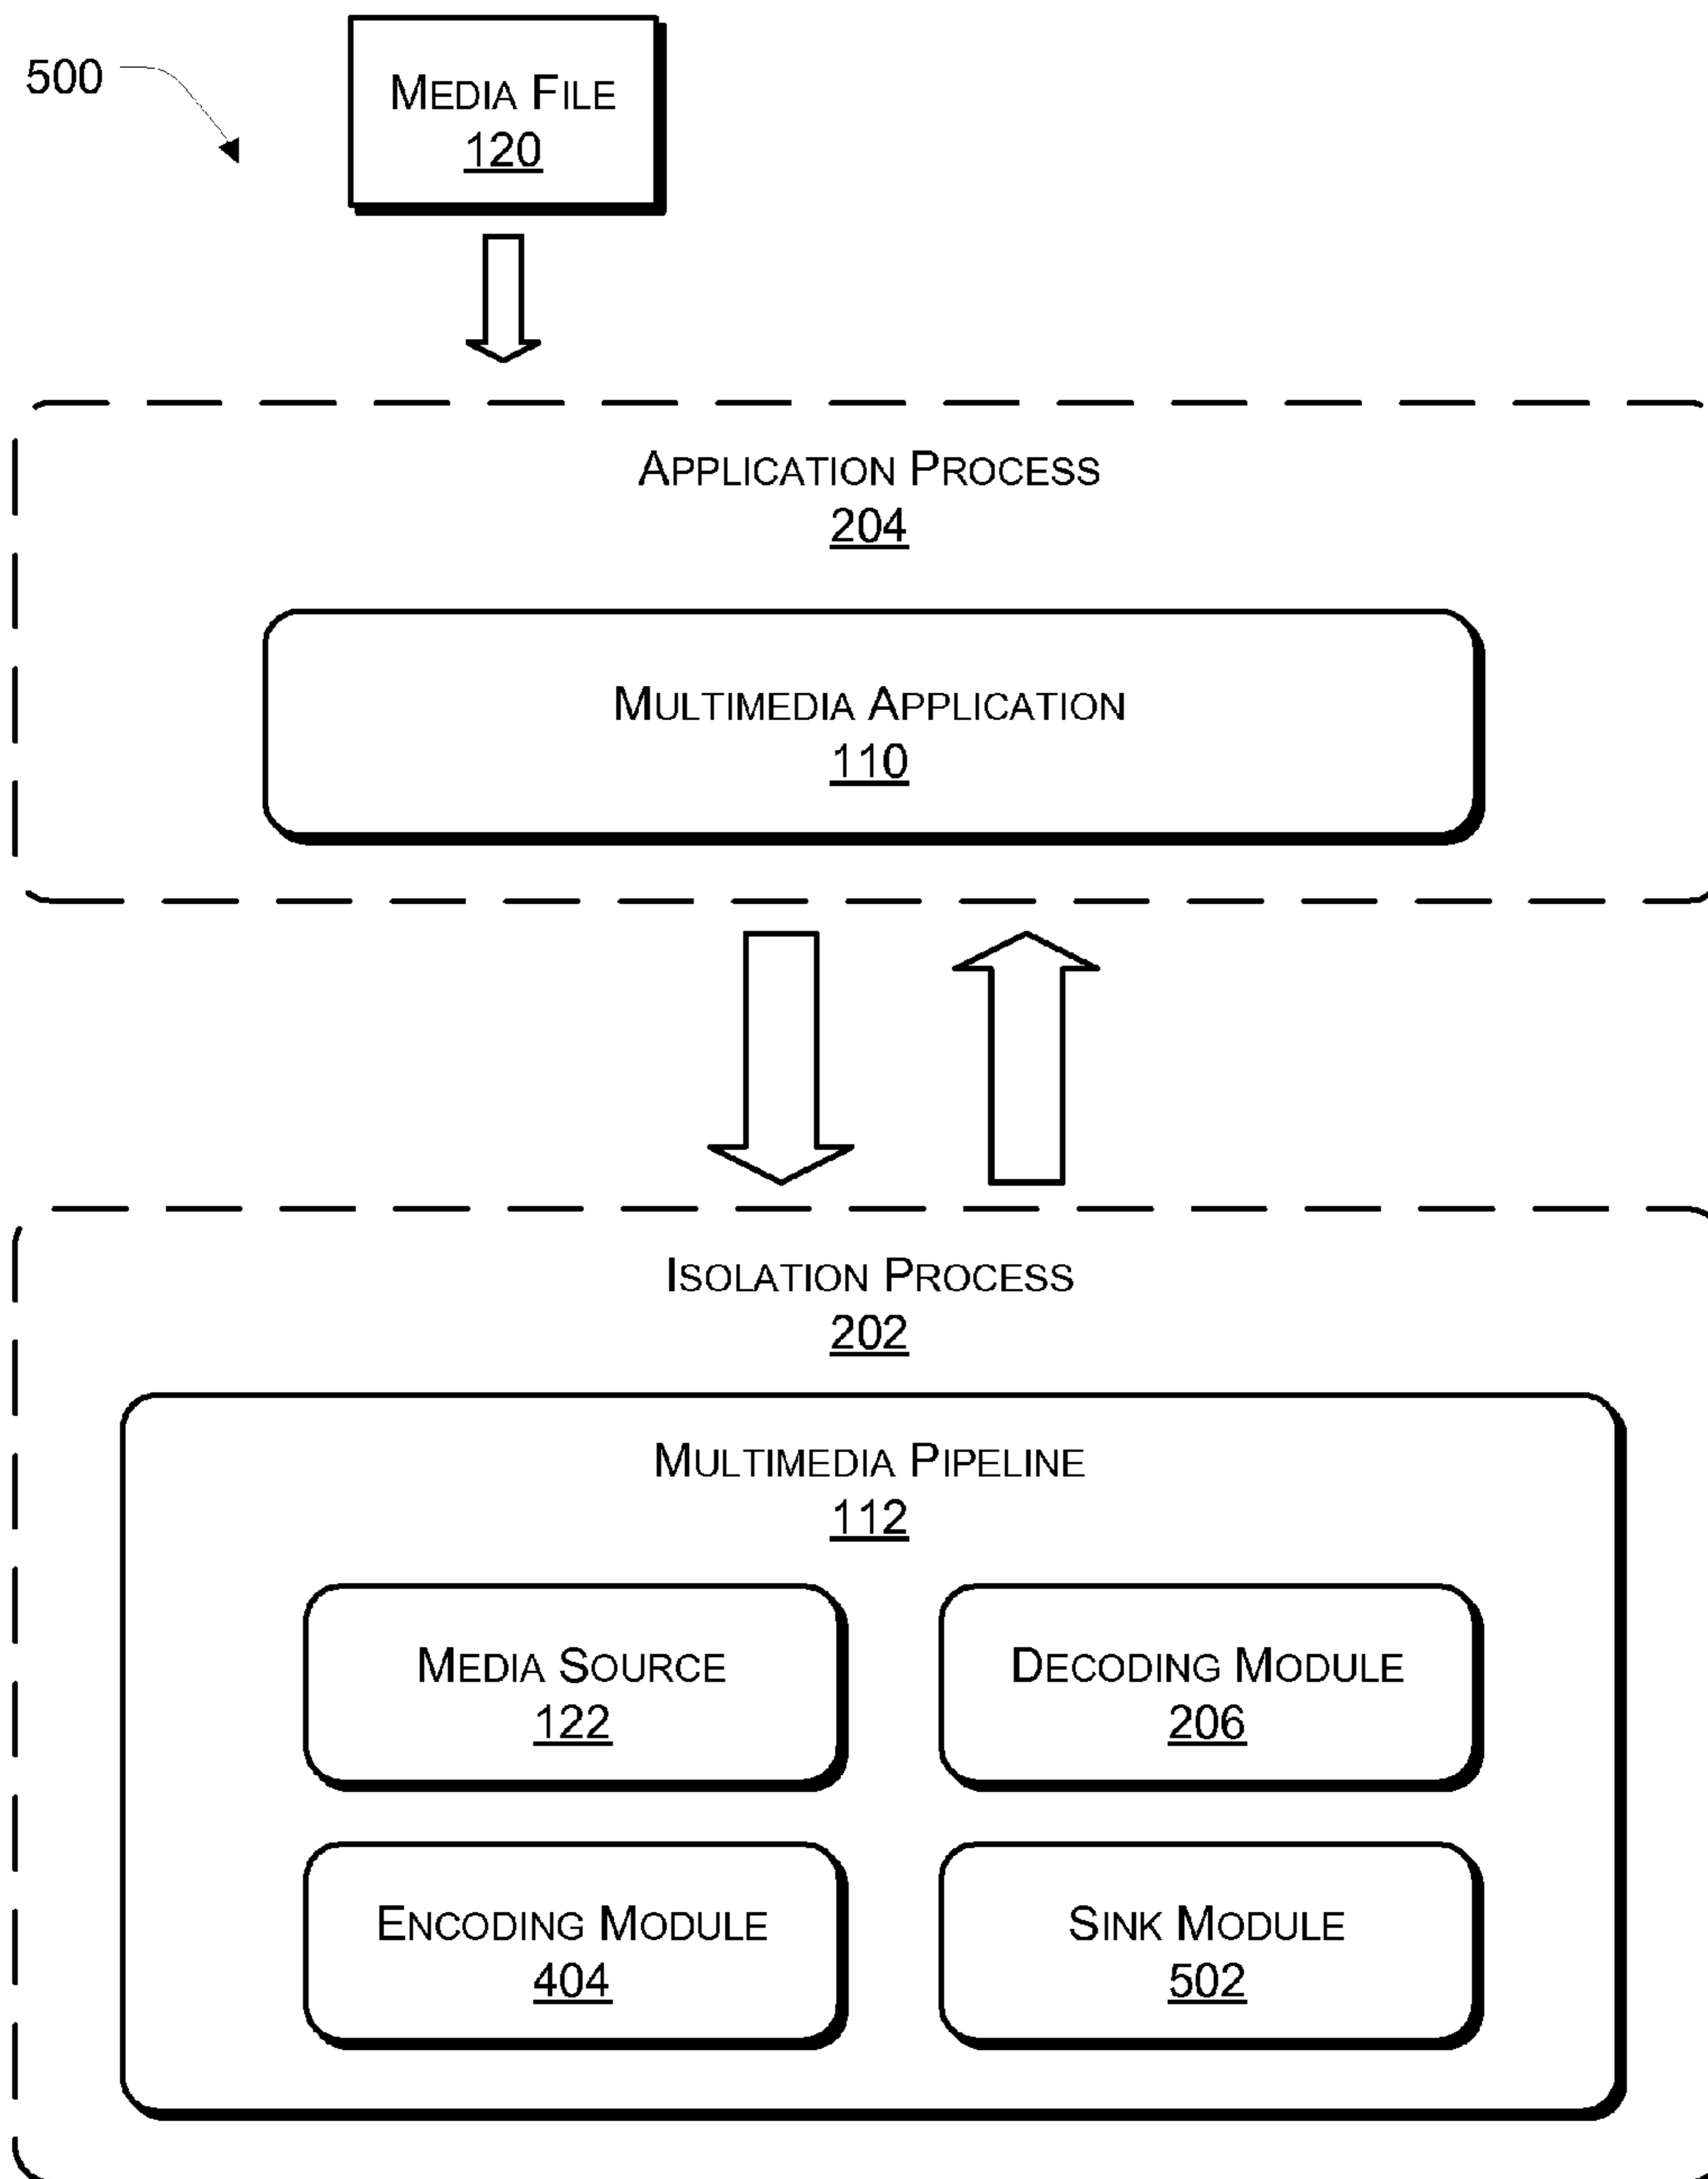 500
MEDIA FILE
120
APPLICATION PROCESS
204
MULTIMEDIA APPLICATION
110
ISOLATION PROCESS
202
MULTIMEDIA PIPELINE
112
MEDIA SOURCE
122
DECODING MODULE
206
ENCODING MODULE
404
SINK MODULE
502